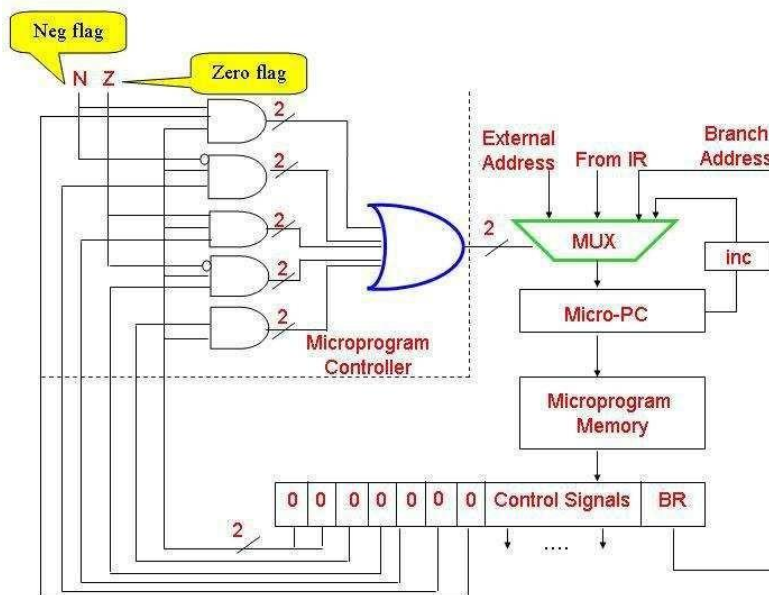 Neg flag
N Z
Zero flag
2
2
2
2
2
Microprogram
Controller
External
Address
From IR
Branch
Address
2
MUX
inc
Micro-PC
Microprogram
Memory
0 0 0 0 0 0 0 Control Signals BR
2
....